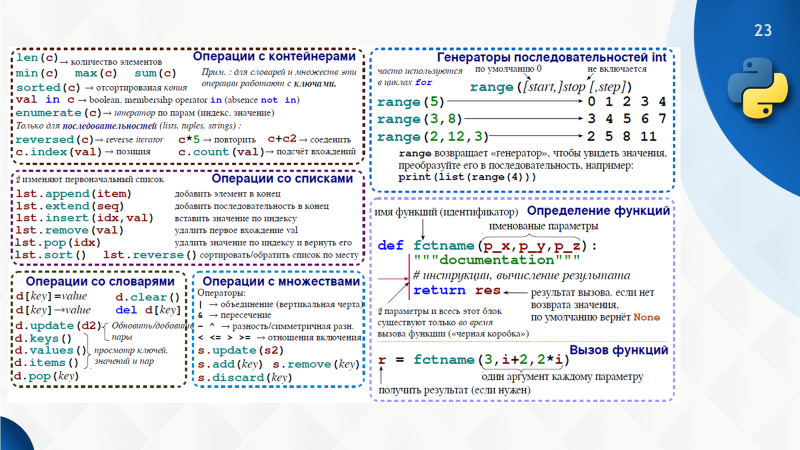 23
Операции с контейнерами
len(c) → количество элементов
min(c) max(c) sum(c)
Прим. : для словарей и множеств эти
операции работают с ключами.
sorted(c) → отсортированая копия
val in c → boolean, membersihp operator in (absence not in)
enumerate(c) → итератор по парам (индекс, значение)
Только для последоваательностей (lists, tuples, strings) :
reversed(c) → reverse iterator c*5 → повторить c+c2 → соеденить
c.index(val) → позиция c.count(val) → подсчёт вхождений
Генераторы последовательностей int
часто используются
в циклах for
по умолчанию 0 не включается
range([start,]stop [,step])
range(5) 0 1 2 3 4
range(3,8) 3 4 5 6 7
range(2,12,3) 2 5 8 11
range возвращает «генератор», чтобы увидеть значения,
преобразуйте его в последовательность, например:
print(list(range(4)))
Операции со списками
изменяют первоначальный список
lst.append(item) добавить элемент в конец
lst.extend(seq) добавить последовательность в конец
lst.insert(idx,val) вставить значение по индексу
lst.remove(val) удалить первое вхождение val
lst.pop(idx) удалить значение по индексу и вернуть его
lst.sort() lst.reverse() сортировать/обратить список по месту
Операции со словарями
d[key]=value d.clear()
d[key]→value del d[key]
d.update(d2) Обновить/добавить
пары
d.keys()
d.values() просмотр ключей,
d.items() значений и пар
d.pop(key)
Операции с множествами
Операторы:
| → объединение (вертикальная черта)
& → пересечение
- ^ → разность/симметричная разн.
< <= > >= → отношения включения
s.update(s2)
s.add(key) s.remove(key)
s.discard(key)
Определение функций
имя функций (идентификатор)
именованые параметры
def fctname(p_x,p_y,p_z):
"""documentation"""
# инструкции, вычисление результата
return res результат вызова. если нет
возврата значения,
по умолчанию вернёт None
параметры и всесь этот блок
существуют только во время
вызова функции («черная коробка»)
Вызов функций
r = fctname(3,i+2,2*i)
один аргумент каждому параметру
получить результат (если нужен)